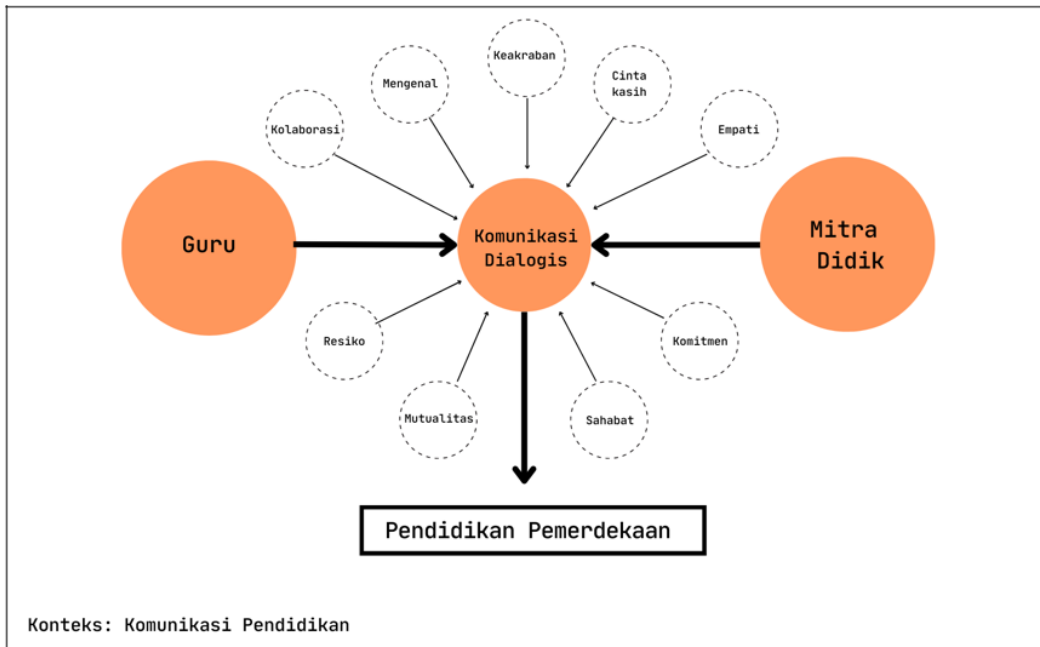 Keakraban
Mengenal
Cinta
kasih
Kolaborasi
Empati
Guru
Komunikasi
Dialogis
Mitra
Didik
Resiko
Komitmen
Mutualitas
Sahabat
Pendidikan Pemerdekaan
Konteks: Komunikasi Pendidikan